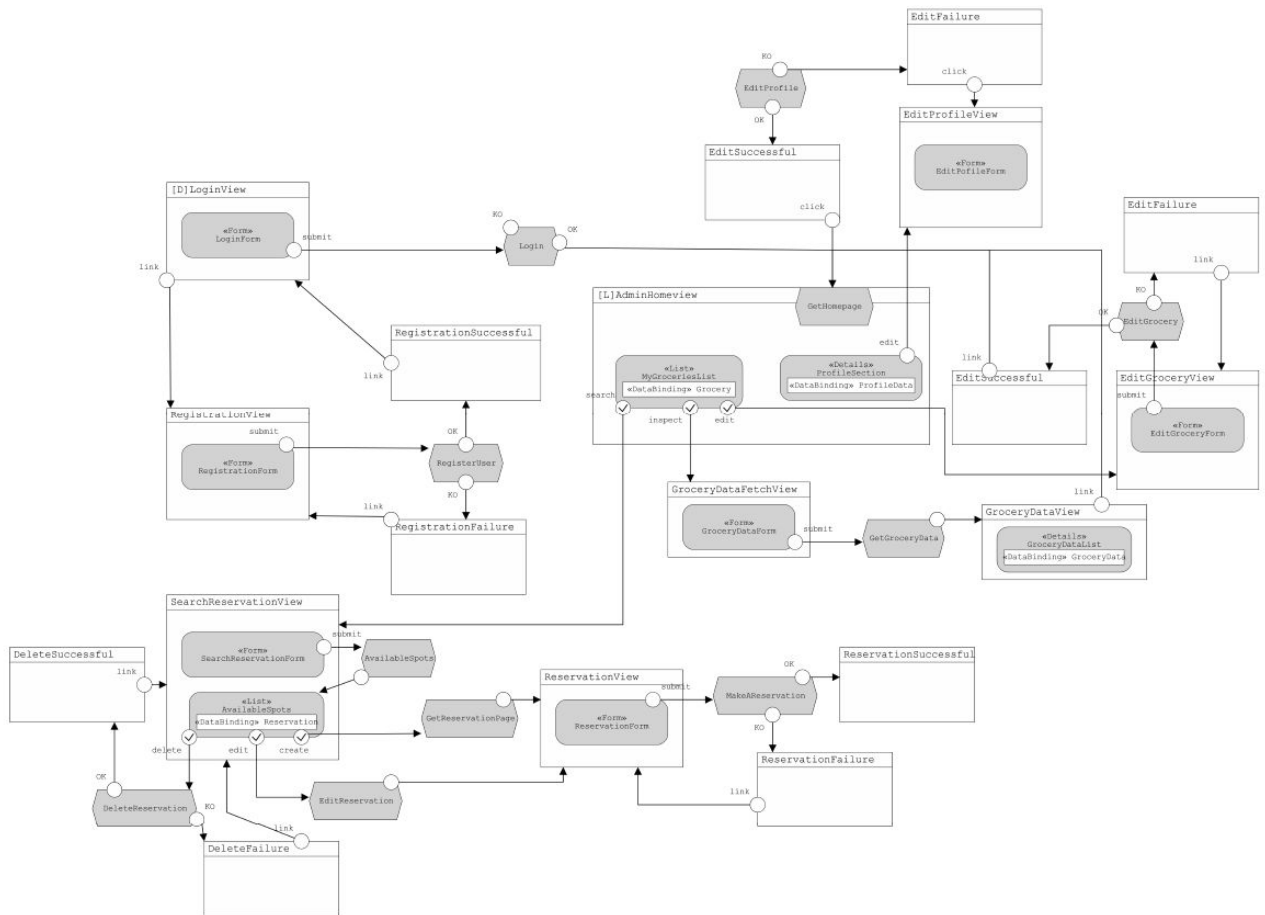 EditFailure
click
KO
EditProfile
OK
EditProfileView
«Form»
EditPofileForm
EditSuccessful
click
[D]LoginView
«Form»
LoginForm
submit
link
KO
OK
Login
EditFailure
link
KO
OK
EditGrocery
[L]AdminHomeview
GetHomepage
edit
«List»
MyGroceriesList
«DataBinding» Grocery
«Details»
ProfileSection
«DataBinding» ProfileData
search
inspect
edit
link
EditSuccessful
EditGroceryView
submit
«Form»
EditGroceryForm
RegistrationSuccessful
link
RegistrationView
submit
«Form»
RegistrationForm
OK
RegisterUser
KO
link
RegistrationFailure
GroceryDataFetchView
«Form»
GroceryDataForm
submit
GetGroceryData
link
GroceryDataView
«Details»
GroceryDataList
«DataBinding» GroceryData
SearchReservationView
«Form»
SearchReservationForm
submit
AvailableSpots
DeleteSuccessful
link
«List»
AvailableSpots
«DataBinding» Reservation
delete
edit
create
GetReservationPage
ReservationView
submit
«Form»
ReservationForm
OK
MakeAReservation
KO
ReservationSuccessful
ReservationFailure
link
OK
DeleteReservation
KO
EditReservation
link
DeleteFailure